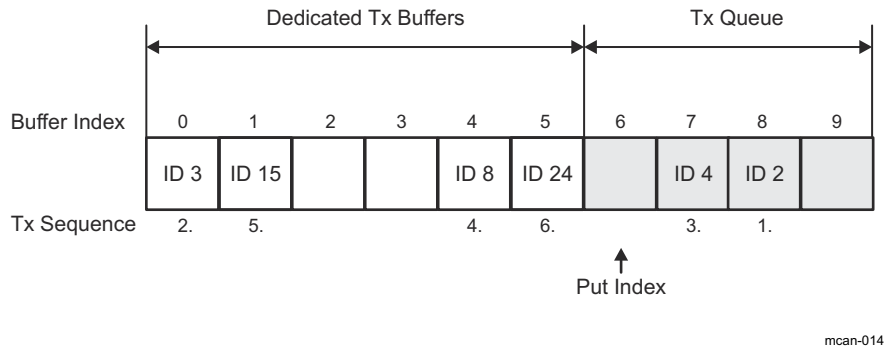 Dedicated Tx Buffers Tx Queue
Buffer Index 0 1 2 3 4 5 6 7 8 9
ID 3 ID 15 ID 8 ID 24 ID 4 ID 2
Tx Sequence 2. 5. 4. 6. 3. 1.
Put Index
mcan-014